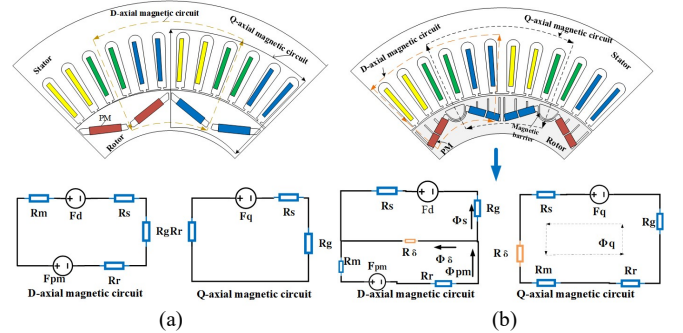 D-axial magnetic circuit
Q-axial magnetic circuit
Stator
PM
Rotor
D-axial magnetic circuit
Q-axial magnetic circuit
Stator
Magnetic
barrier
PM
Rotor
Rm
Fd
Rs
Rg
Fpm
Rr
D-axial magnetic circuit
Fq
Rs
Rr
Rg
Q-axial magnetic circuit
Rs
Fd
Rg
Φs
Rδ
Φδ
Rm
Fpm
Rr
Φpm
D-axial magnetic circuit
Rs
Fq
Rg
Φq
Rδ
Rm
Rr
Q-axial magnetic circuit
(a)
(b)